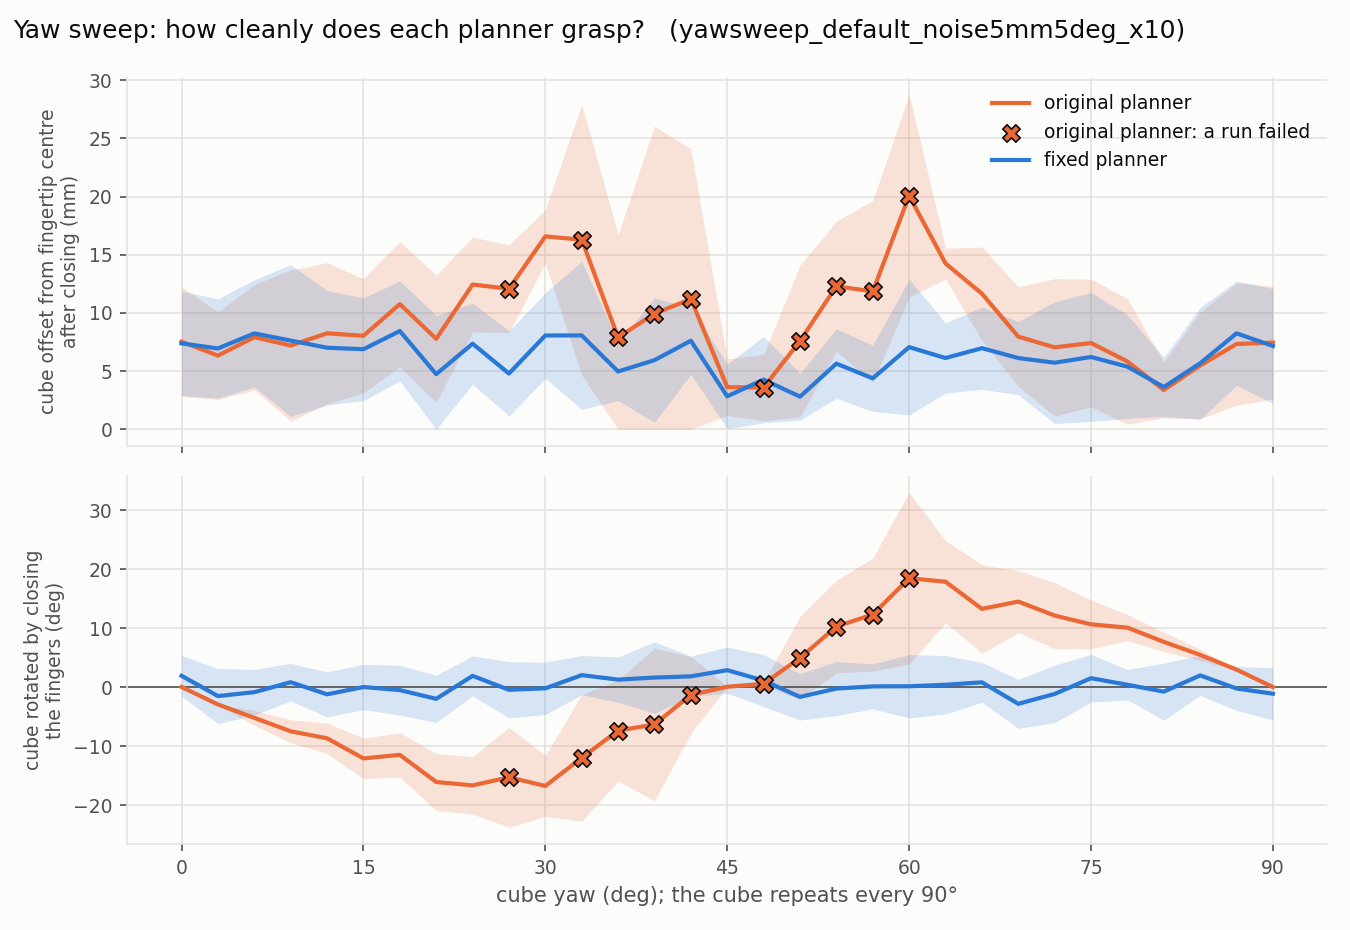 Yaw sweep: how cleanly does each planner grasp?   (yawsweep_default_noise5mm5deg_x10)
cube offset from fingertip centre
after closing (mm)
30
25
20
15
10
5
0
original planner
original planner: a run failed
fixed planner
cube rotated by closing
the fingers (deg)
30
20
10
0
−10
−20
0
15
30
45
60
75
90
cube yaw (deg); the cube repeats every 90°